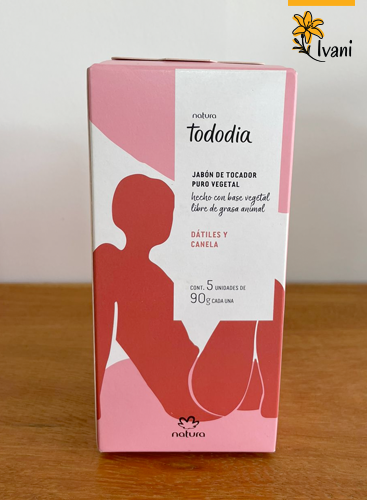 Ivani
natura
tododia
JABÓN DE TOCADOR
PURO VEGETAL
hecho con base vegetal
libre de grasa animal
DÁTILES Y
CANELA
CONT. 5 UNIDADES DE
90g CADA UNA
natura